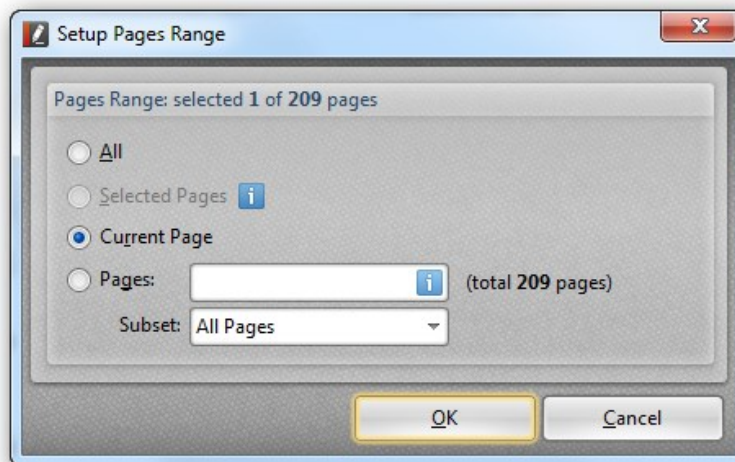 Setup Pages Range
Pages Range: selected 1 of 209 pages
All
Selected Pages i
Current Page
Pages: i (total 209 pages)
Subset: All Pages
OK Cancel